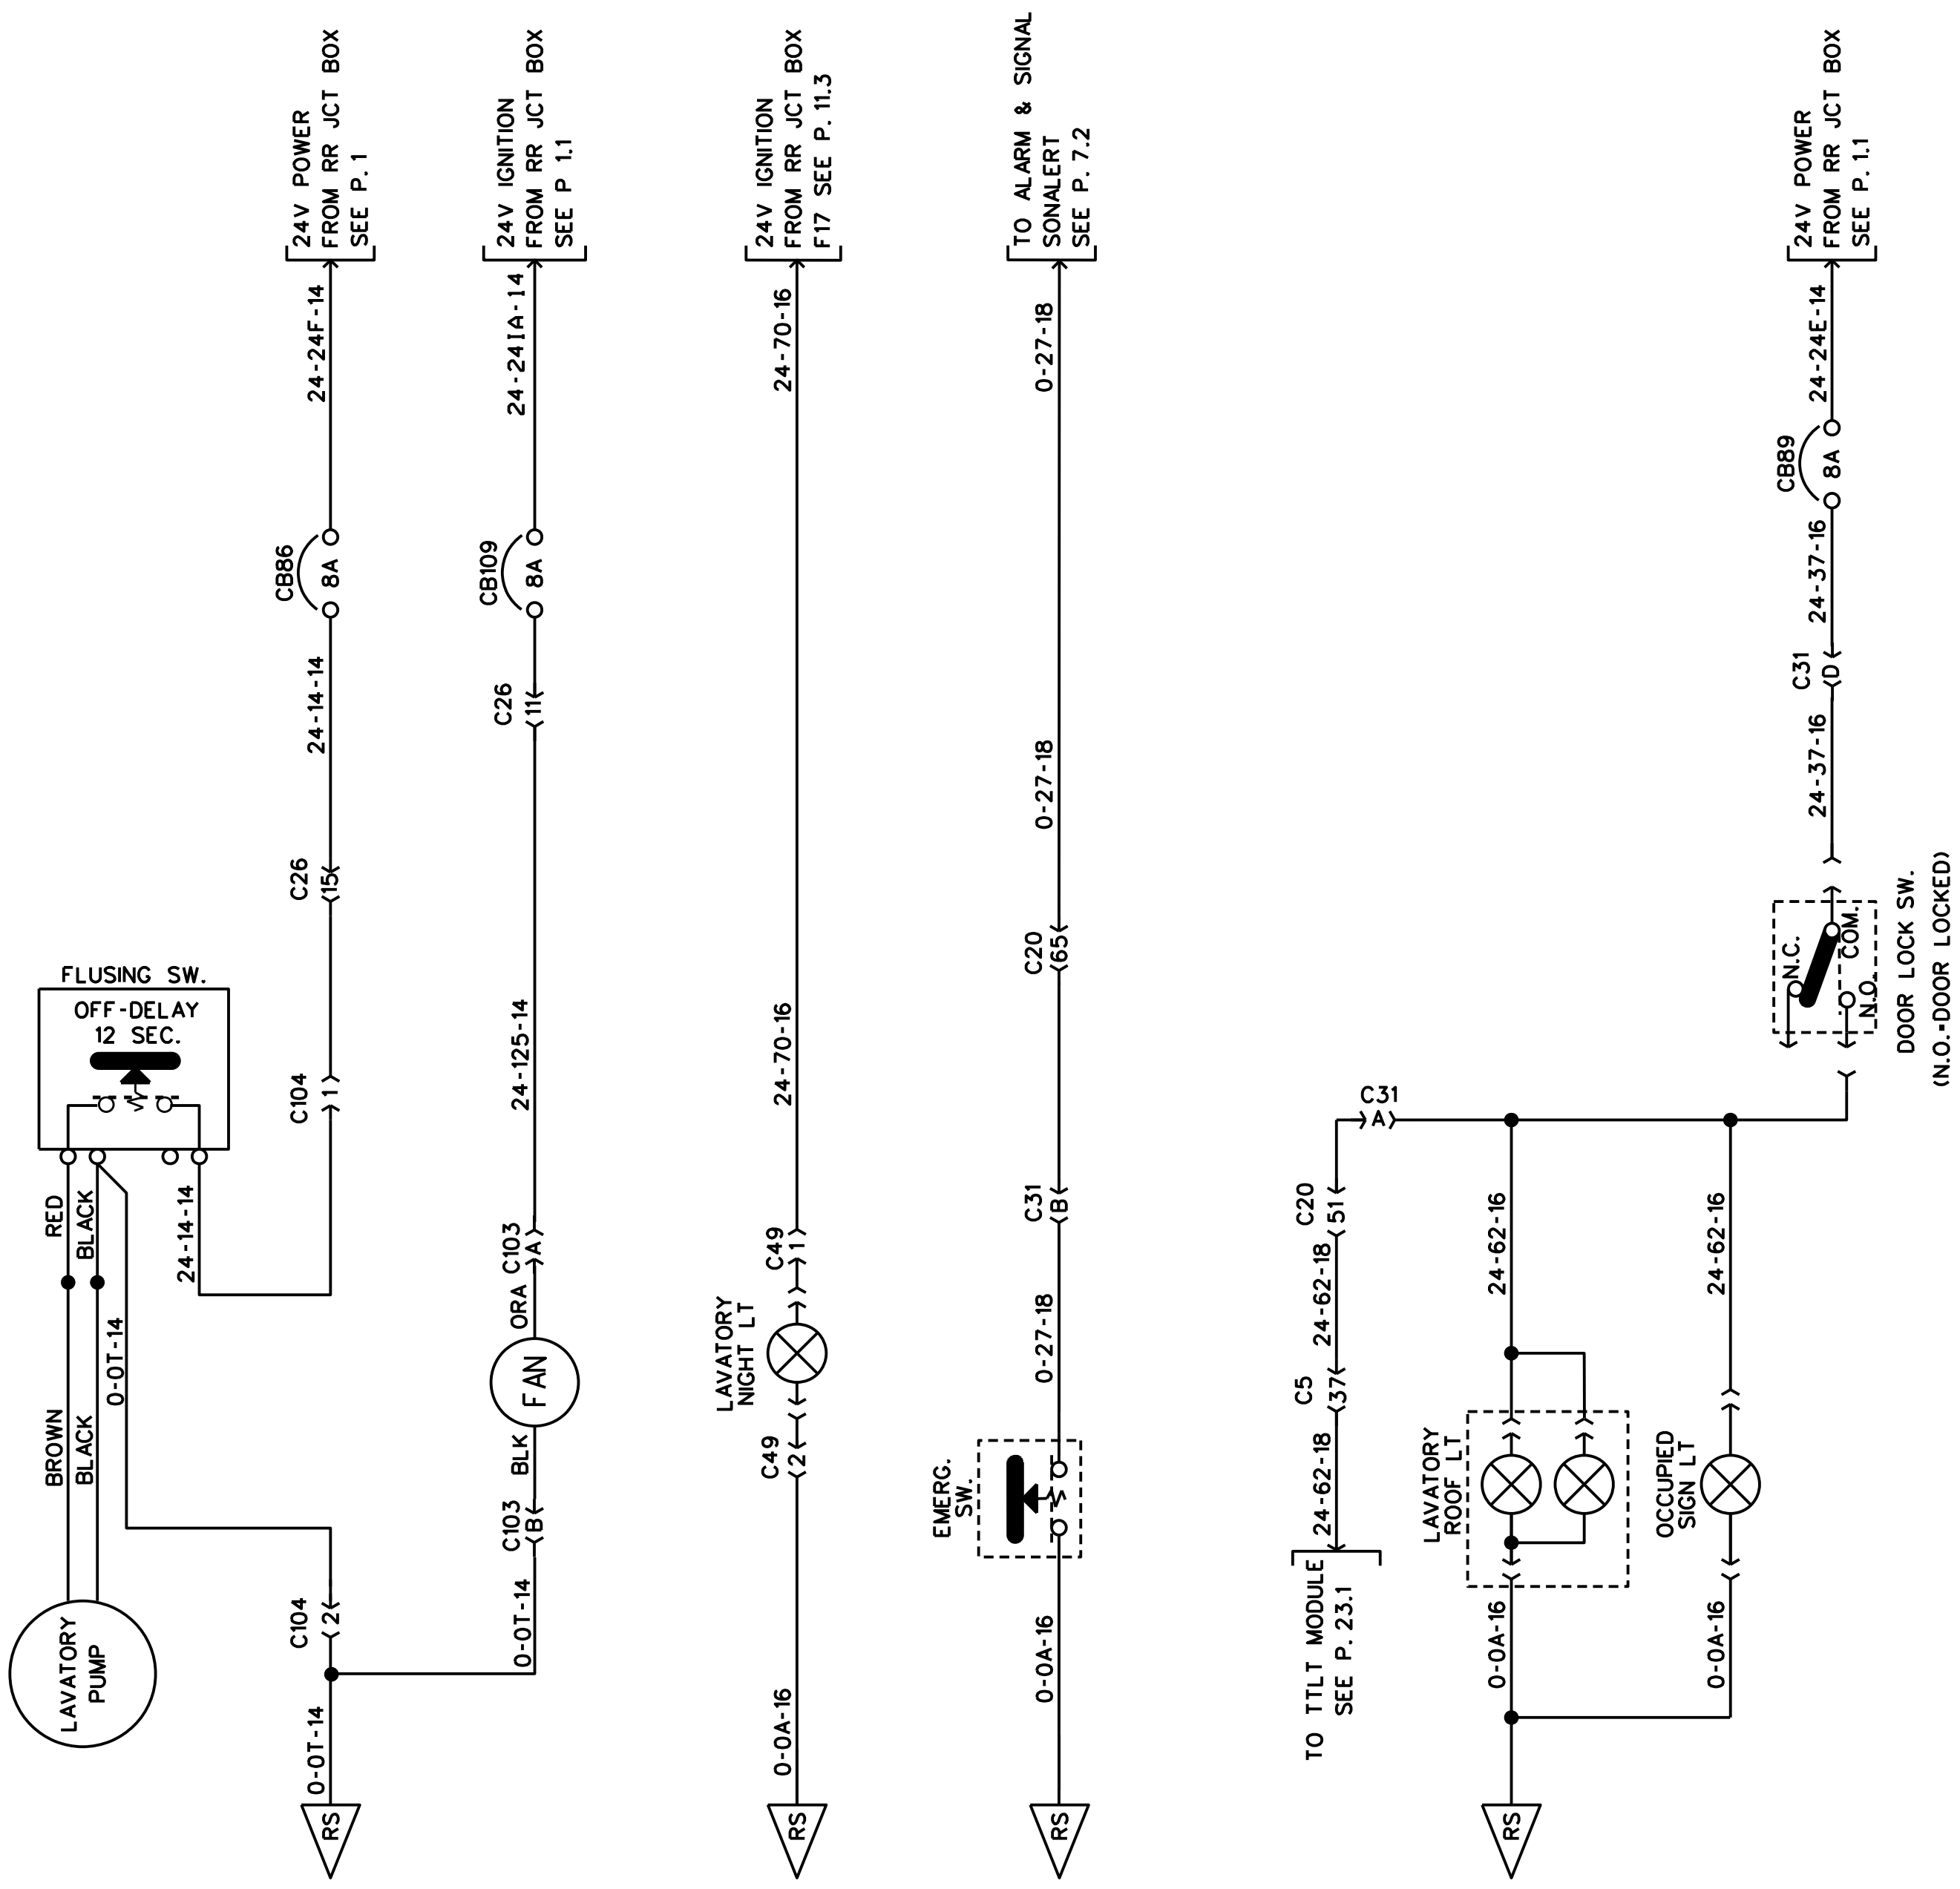 24V POWER
FROM RR JCT BOX
SEE P. 1
24V IGNITION
FROM RR JCT BOX
SEE P 1.1
24V IGNITION
FROM RR JCT BOX
F17 SEE P. 11.3
TO ALARM & SIGNAL
SONALERT
SEE P. 7.2
24V POWER
FROM RR JCT BOX
SEE P. 1.1
24-24F-14
24-24IA-14
24-70-16
0-27-18
24-24E-14
CB86
8A
CB109
8A
CB89
8A
24-14-14
C26
11
24-37-16
C31
D
24-37-16
0-27-18
C26
15
C20
65
N.C.
COM.
N.O.
DOOR LOCK SW.
(N.O.=DOOR LOCKED)
FLUSING SW.
OFF-DELAY
12 SEC.
C104
1
24-125-14
24-70-16
C31
A
RED
BLACK
24-14-14
C103
A
ORA
C49
1
C31
B
C20
51
24-62-18
24-62-16
24-62-16
0-0T-14
FAN
LAVATORY
NIGHT LT
0-27-18
C5
37
BROWN
BLACK
BLK
C103
B
C49
2
EMERG.
SW.
24-62-18
LAVATORY
ROOF LT
OCCUPIED
SIGN LT
LAVATORY
PUMP
C104
2
0-0T-14
0-0A-16
TO TTLT MODULE
SEE P. 23.1
0-0A-16
0-0A-16
0-0T-14
0-0A-16
RS
RS
RS
RS